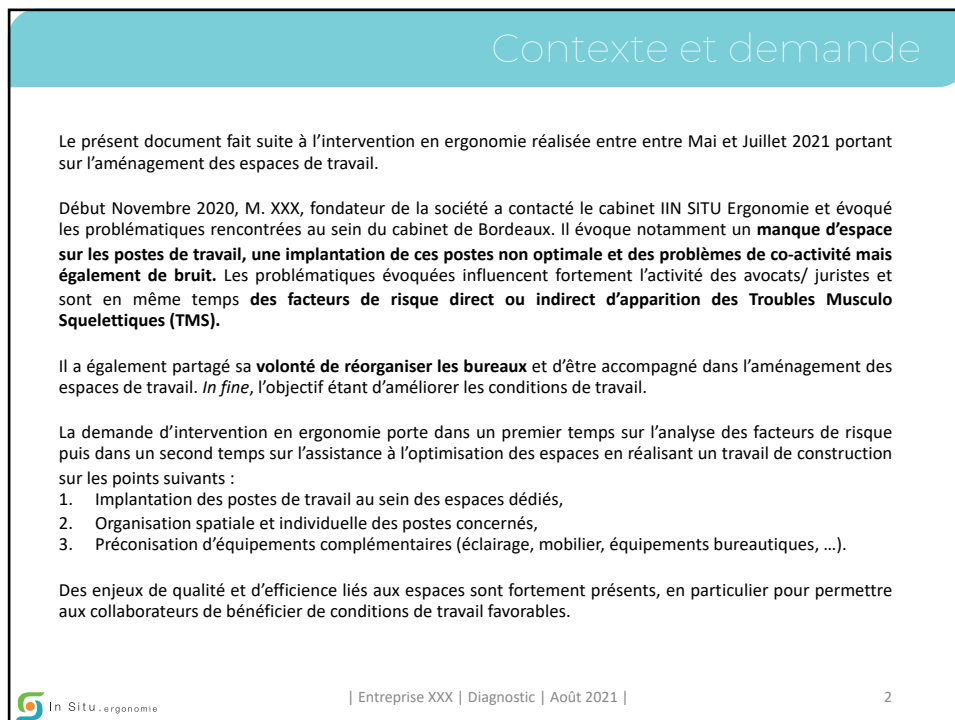 Contexte et demande
Le présent document fait suite à l'intervention en ergonomie réalisée entre entre Mai et Juillet 2021 portant
sur l'aménagement des espaces de travail.
Début Novembre 2020, M. XXX, fondateur de la société a contacté le cabinet IIN SITU Ergonomie et évoqué
les problématiques rencontrées au sein du cabinet de Bordeaux. Il évoque notamment un manque d'espace
sur les postes de travail, une implantation de ces postes non optimale et des problèmes de co-activité mais
également de bruit. Les problématiques évoquées influencent fortement l'activité des avocats/ juristes et
sont en même temps des facteurs de risque direct ou indirect d'apparition des Troubles Musculo
Squelettiques (TMS).
Il a également partagé sa volonté de réorganiser les bureaux et d'être accompagné dans l'aménagement des
espaces de travail. In fine, l'objectif étant d'améliorer les conditions de travail.
La demande d'intervention en ergonomie porte dans un premier temps sur l'analyse des facteurs de risque
puis dans un second temps sur l'assistance à l'optimisation des espaces en réalisant un travail de construction
sur les points suivants :
1. Implantation des postes de travail au sein des espaces dédiés,
2. Organisation spatiale et individuelle des postes concernés,
3. Préconisation d'équipements complémentaires (éclairage, mobilier, équipements bureautiques, …).
Des enjeux de qualité et d'efficience liés aux espaces sont fortement présents, en particulier pour permettre
aux collaborateurs de bénéficier de conditions de travail favorables.
In Situ.ergonomie
| Entreprise XXX | Diagnostic | Août 2021 |
2